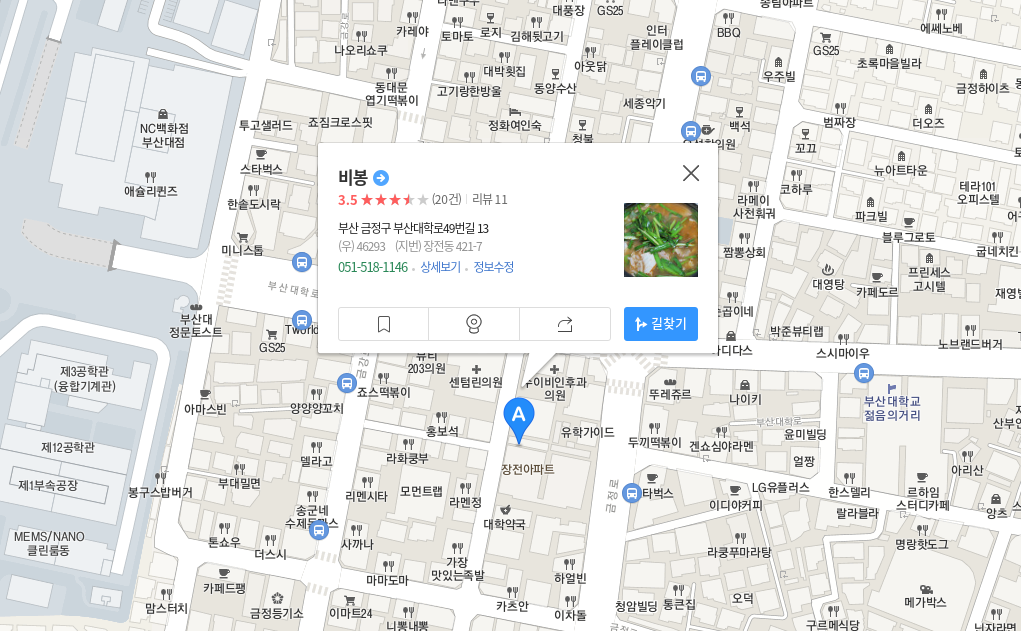 대풍장
GS25
송림아파트
카레야
토마토
로지
김해뒷고기
인터
플레이클럽
BBQ
에쎄노베
나오리쇼쿠
대박횟집
아웃닭
GS25
초록마을빌라
우주빌
동대문
엽기떡볶이
고기랑한방울
동양수산
금정하이츠
NC백화점
부산대점
투고샐러드
죠짐크로스핏
정화여인숙
세종악기
청불
백석
범짜장
더오즈
꼬끼
스타벅스
뉴아트타운
애슐리퀸즈
한솥도시락
코하루
테라101
오피스텔
라메이
사천훠궈
파크빌
미니스톱
짬뽕상회
블루그로토
굽네치킨
프린세스
고시텔
대영탕
카페도르
부산대학로
비봉
3.5
(20건)
리뷰 11
부산 금정구 부산대학로49번길 13
(우) 46293 (지번) 장전동 421-7
051-518-1146
상세보기
정보수정
길찾기
부산대
정문토스트
Tworld
GS25
박준뷰티랩
노브랜드버거
스시마이우
제3공학관
(융합기계관)
뷰티
203의원
센텀린의원
누이비인후과
의원
죠스떡볶이
아마스빈
양양양꼬치
뚜레쥬르
나이키
부산대학교
젊음의거리
A
홍보석
유학가이드
부산대학로
윤미빌딩
제12공학관
두끼떡볶이
겐쇼심야라멘
델라고
라화쿵부
장전아파트
얼짱
아리산
제1부속공장
봉구스밥버거
부대밀면
리멘시타
모먼트랩
라멘정
금강로
LG유플러스
한스델리
르하임
스터디카페
이디야커피
랄라블라
송군네
대학약국
MEMS/NANO
클린룸동
톤쇼우
더스시
사까나
가장
맛있는족발
라쿵푸마라탕
명랑핫도그
마마도마
하얼빈
카페드팽
맘스터치
금정등기소
이마트24
니뽕내뽕
카츠안
이차돌
청암빌딩
통큰집
오덕
구르메식당
메가박스